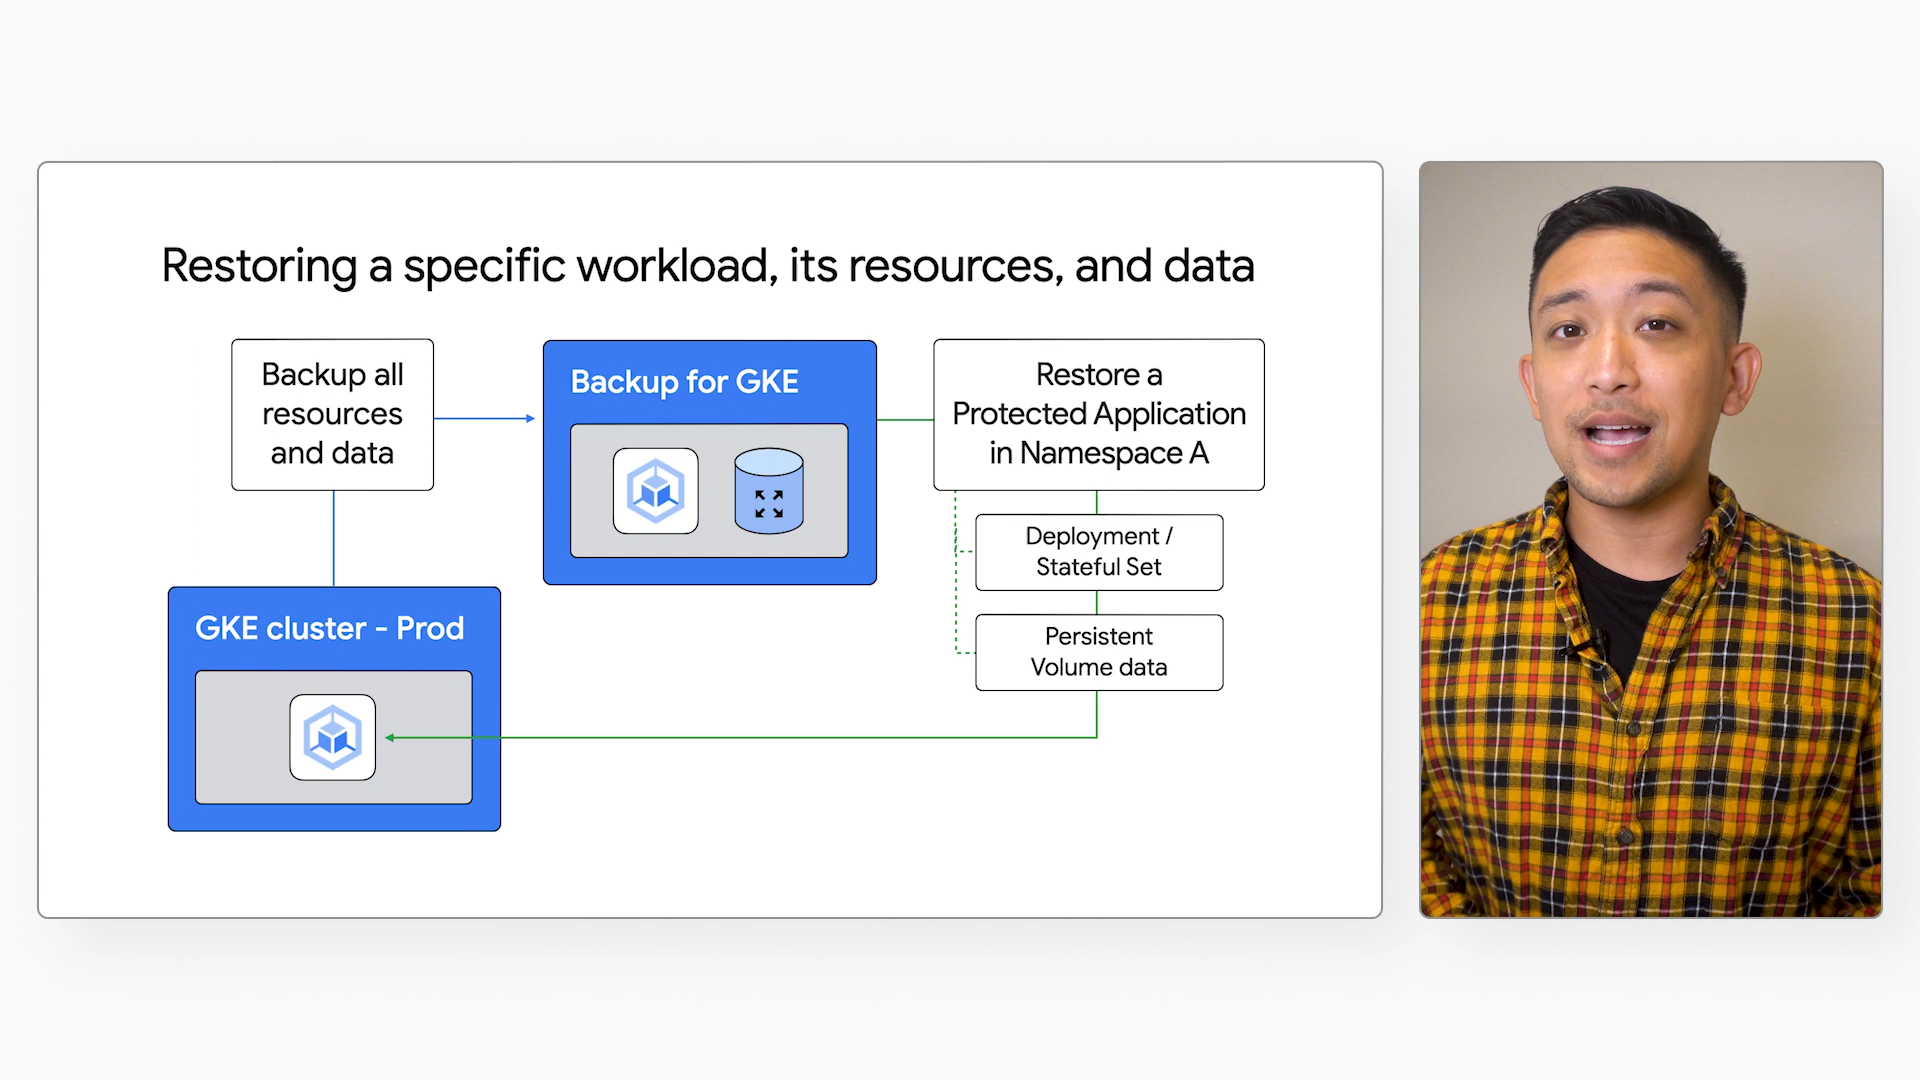 Restoring a specific workload, its resources, and data
Backup all
resources
and data
Backup for GKE
Restore a
Protected Application
in Namespace A
Deployment /
Stateful Set
Persistent
Volume data
GKE cluster - Prod